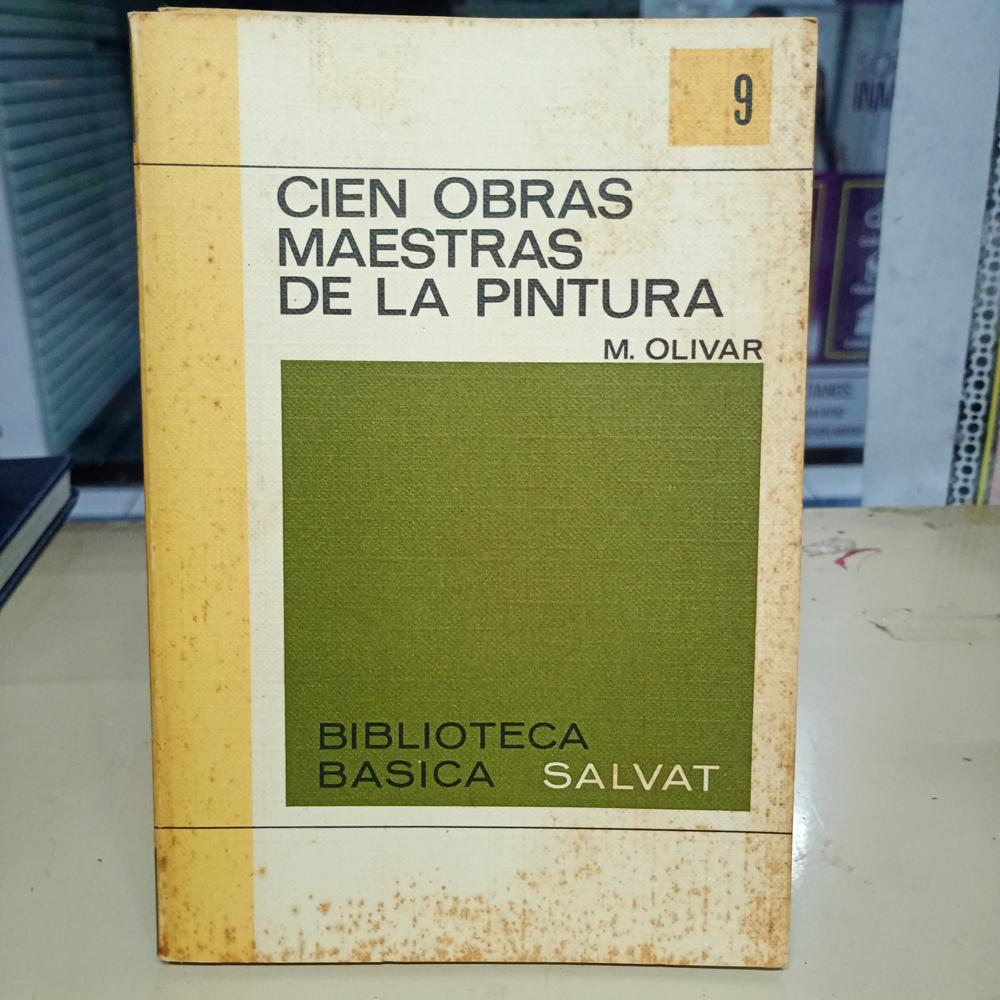 9
CIEN OBRAS
MAESTRAS
DE LA PINTURA
M. OLIVAR
BIBLIOTECA
BASICA SALVAT